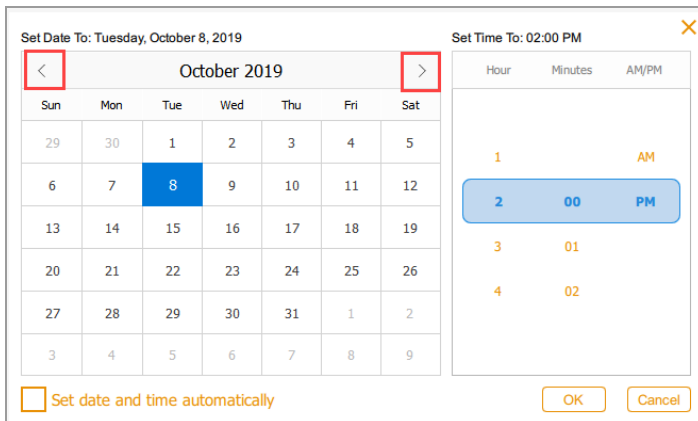 Set Date To: Tuesday, October 8, 2019
October 2019
Sun Mon Tue Wed Thu Fri Sat
29 30 1 2 3 4 5
6 7 8 9 10 11 12
13 14 15 16 17 18 19
20 21 22 23 24 25 26
27 28 29 30 31 1 2
3 4 5 6 7 8 9
Set Time To: 02:00 PM
Hour Minutes AM/PM
1 AM
2 00 PM
3 01
4 02
Set date and time automatically
OK Cancel